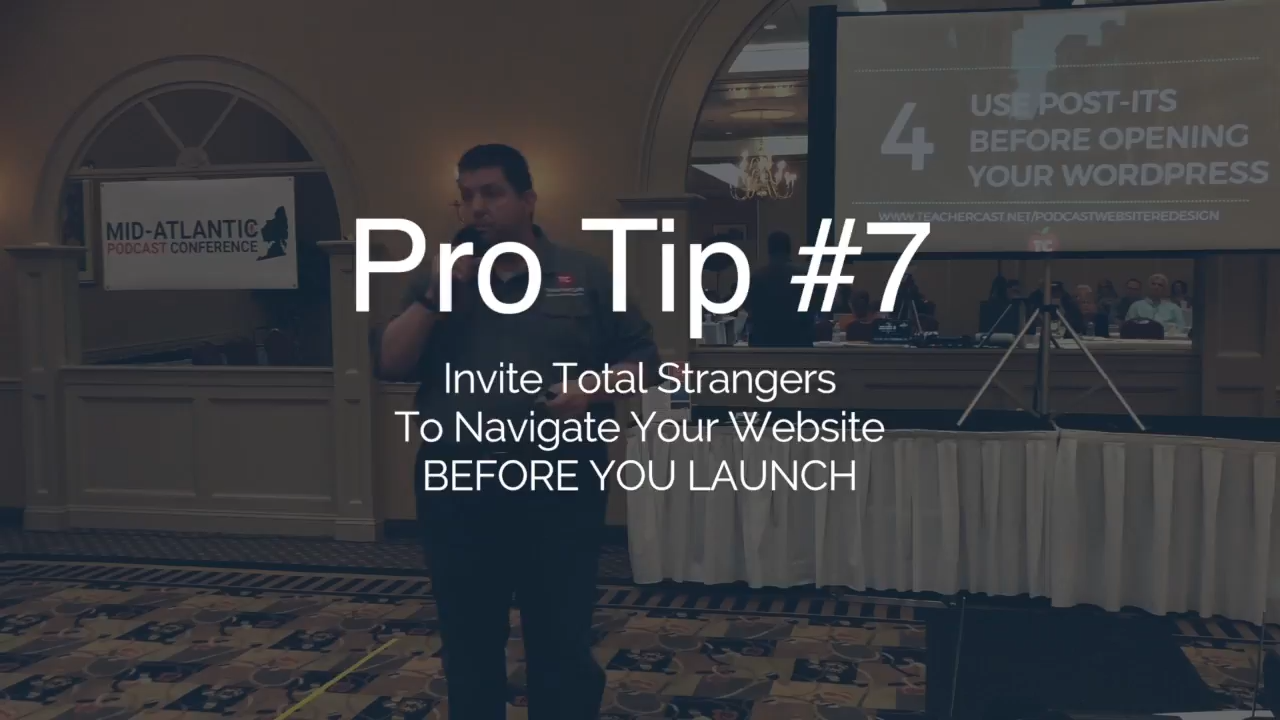 MID-ATLANTIC
PODCAST CONFERENCE
4
USE POST-ITS
BEFORE OPENING
YOUR WORDPRESS
WWW.TEACHERCAST.NET/PODCASTWEBSITEREDESIGN
TC
Pro Tip #7
Invite Total Strangers
To Navigate Your Website
BEFORE YOU LAUNCH